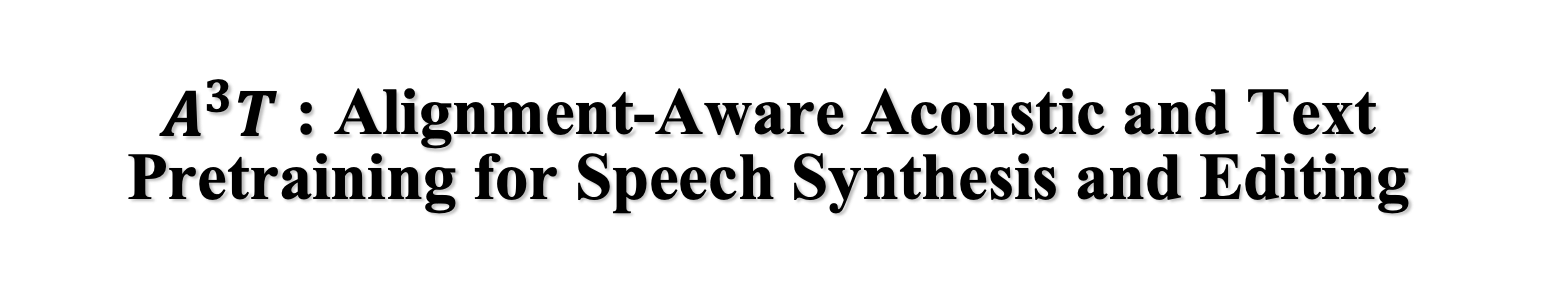 A³T : Alignment-Aware Acoustic and Text
Pretraining for Speech Synthesis and Editing